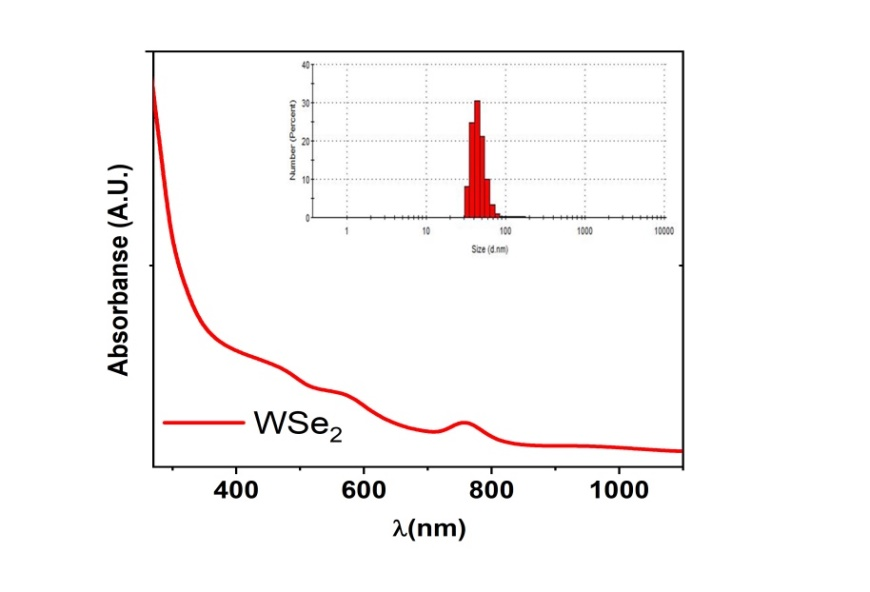 40
30
20
10
0
Number (Percent)
1 10 100 1000 10000
Size (d.nm)
Absorbanse (A.U.)
WSe₂
400 600 800 1000
λ(nm)